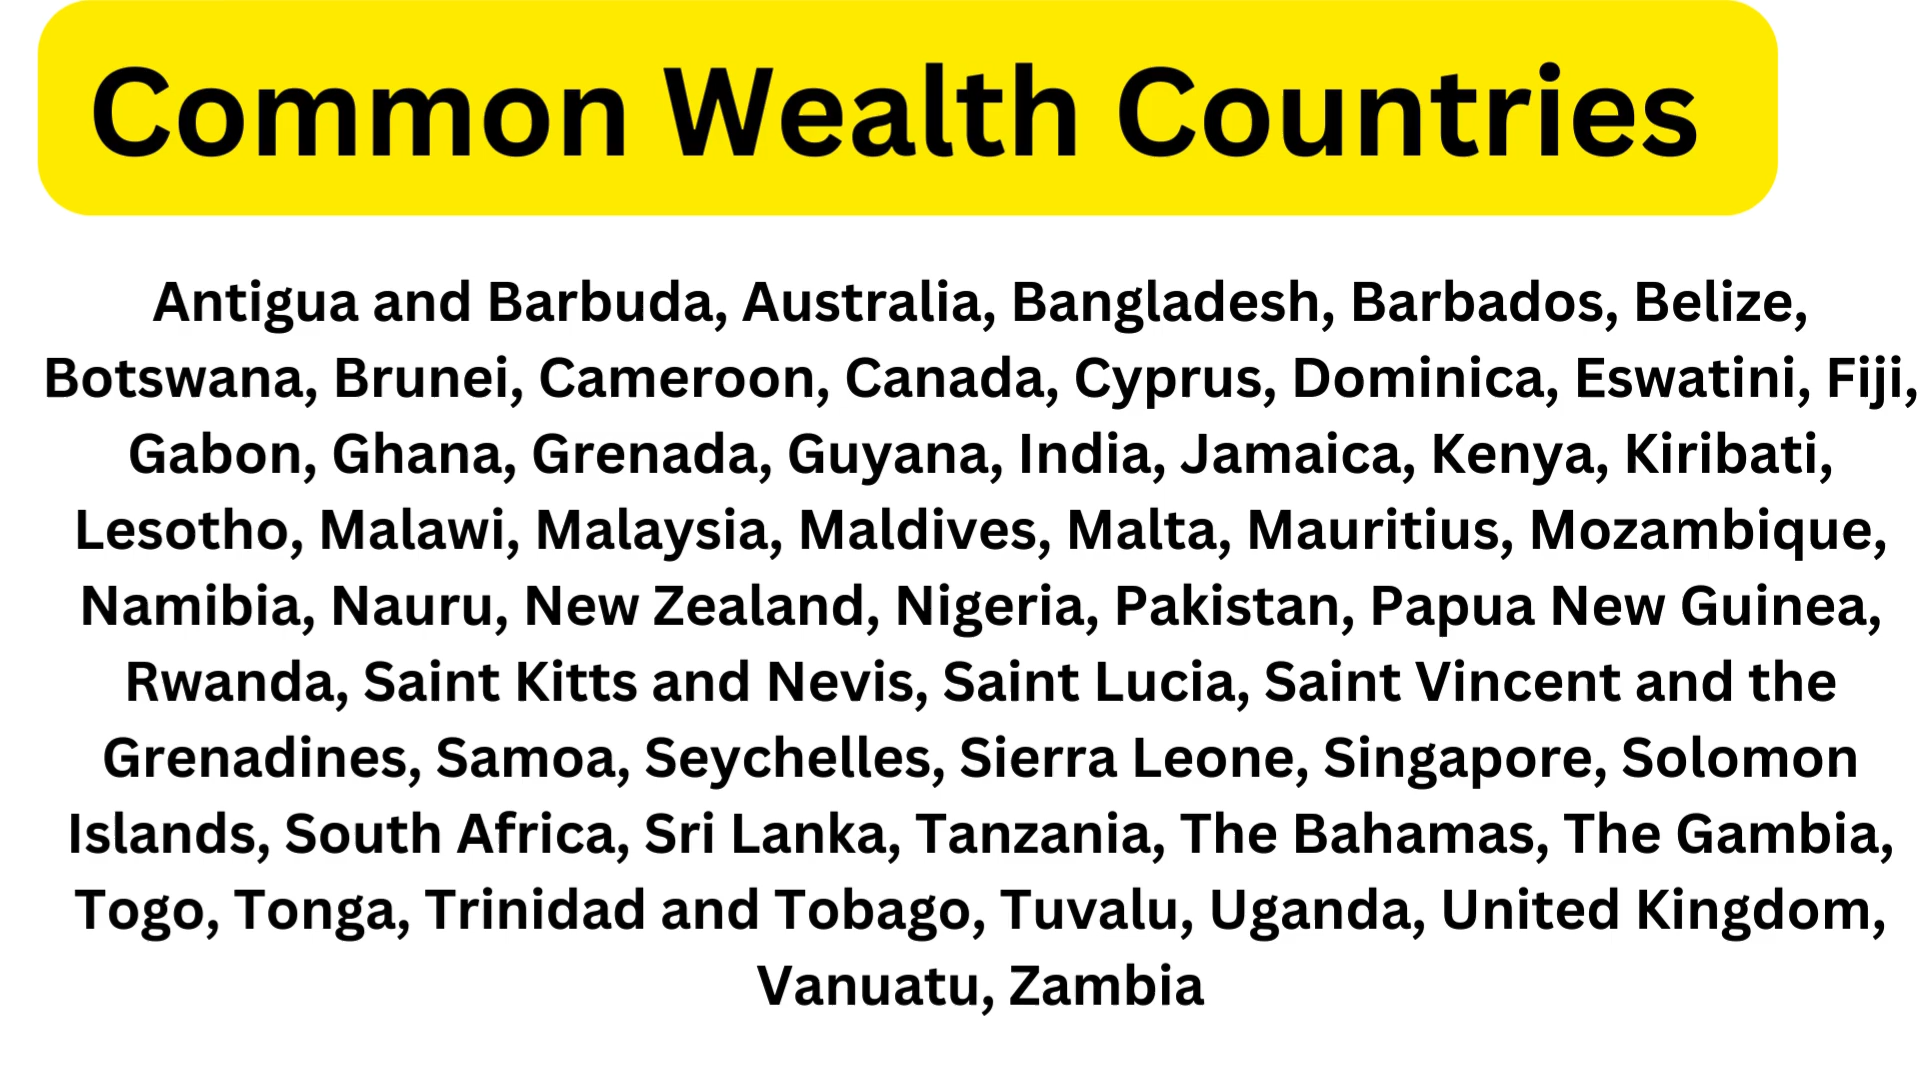 Common Wealth Countries
Antigua and Barbuda, Australia, Bangladesh, Barbados, Belize,
Botswana, Brunei, Cameroon, Canada, Cyprus, Dominica, Eswatini, Fiji,
Gabon, Ghana, Grenada, Guyana, India, Jamaica, Kenya, Kiribati,
Lesotho, Malawi, Malaysia, Maldives, Malta, Mauritius, Mozambique,
Namibia, Nauru, New Zealand, Nigeria, Pakistan, Papua New Guinea,
Rwanda, Saint Kitts and Nevis, Saint Lucia, Saint Vincent and the
Grenadines, Samoa, Seychelles, Sierra Leone, Singapore, Solomon
Islands, South Africa, Sri Lanka, Tanzania, The Bahamas, The Gambia,
Togo, Tonga, Trinidad and Tobago, Tuvalu, Uganda, United Kingdom,
Vanuatu, Zambia